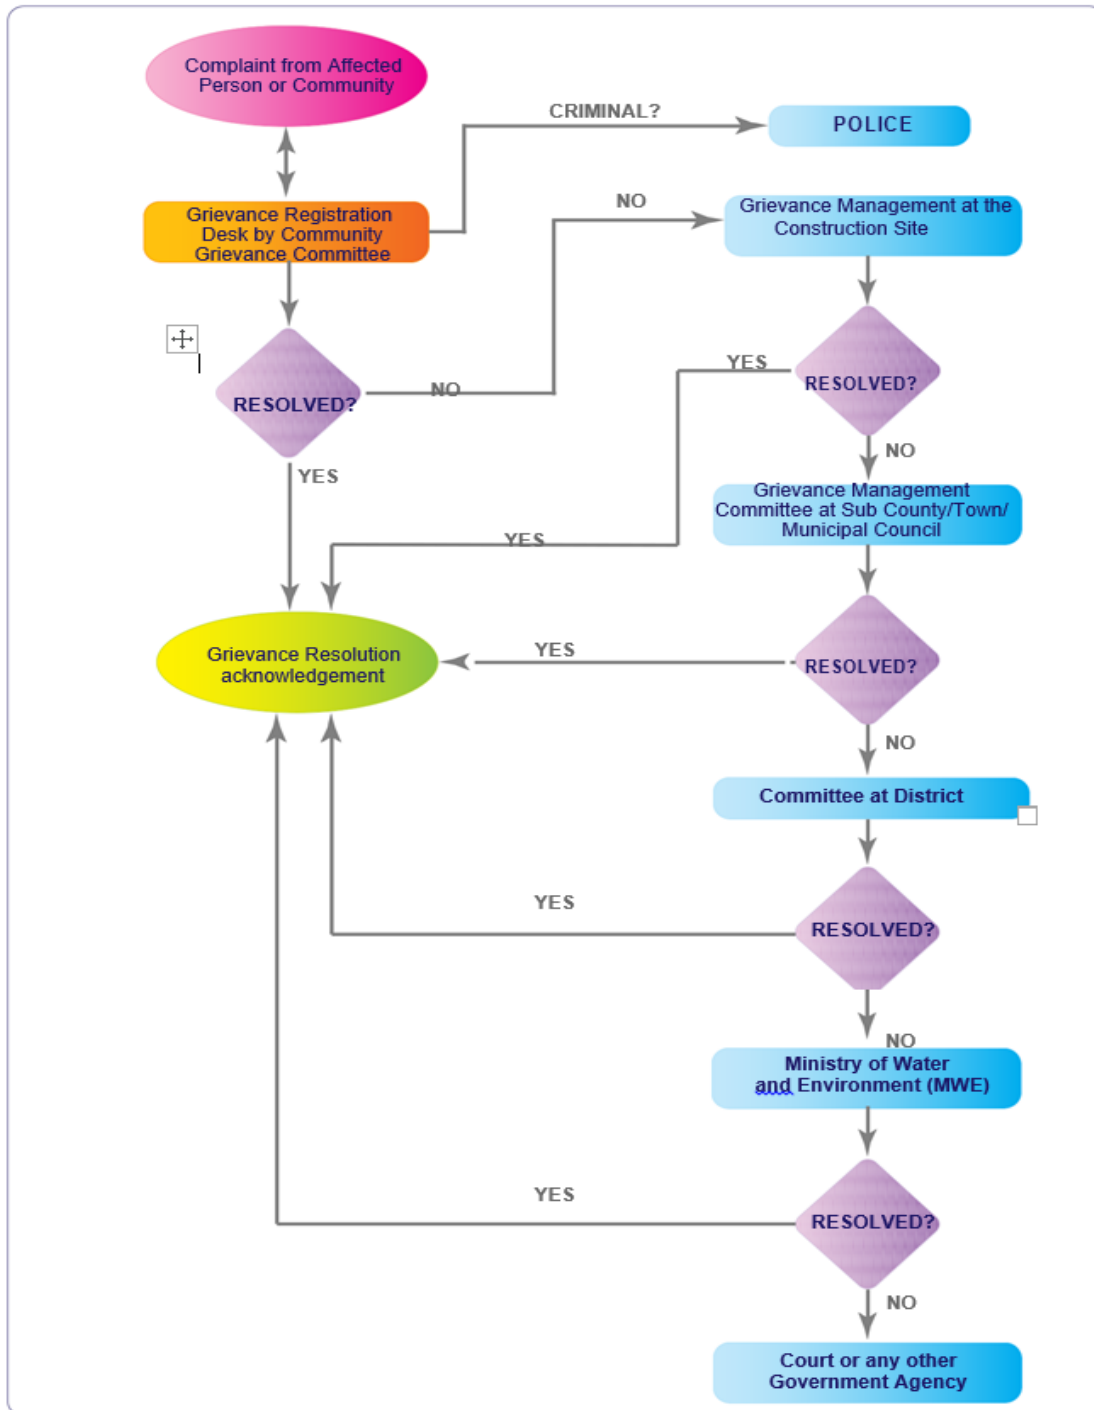 Complaint from Affected
Person or Community
CRIMINAL?
POLICE
Grievance Registration
Desk by Community
Grievance Committee
NO
Grievance Management at the
Construction Site
RESOLVED?
NO
YES
RESOLVED?
YES
NO
Grievance Management
Committee at Sub County/Town/
Municipal Council
YES
Grievance Resolution
acknowledgement
YES
RESOLVED?
NO
Committee at District
YES
RESOLVED?
NO
Ministry of Water
and Environment (MWE)
YES
RESOLVED?
NO
Court or any other
Government Agency